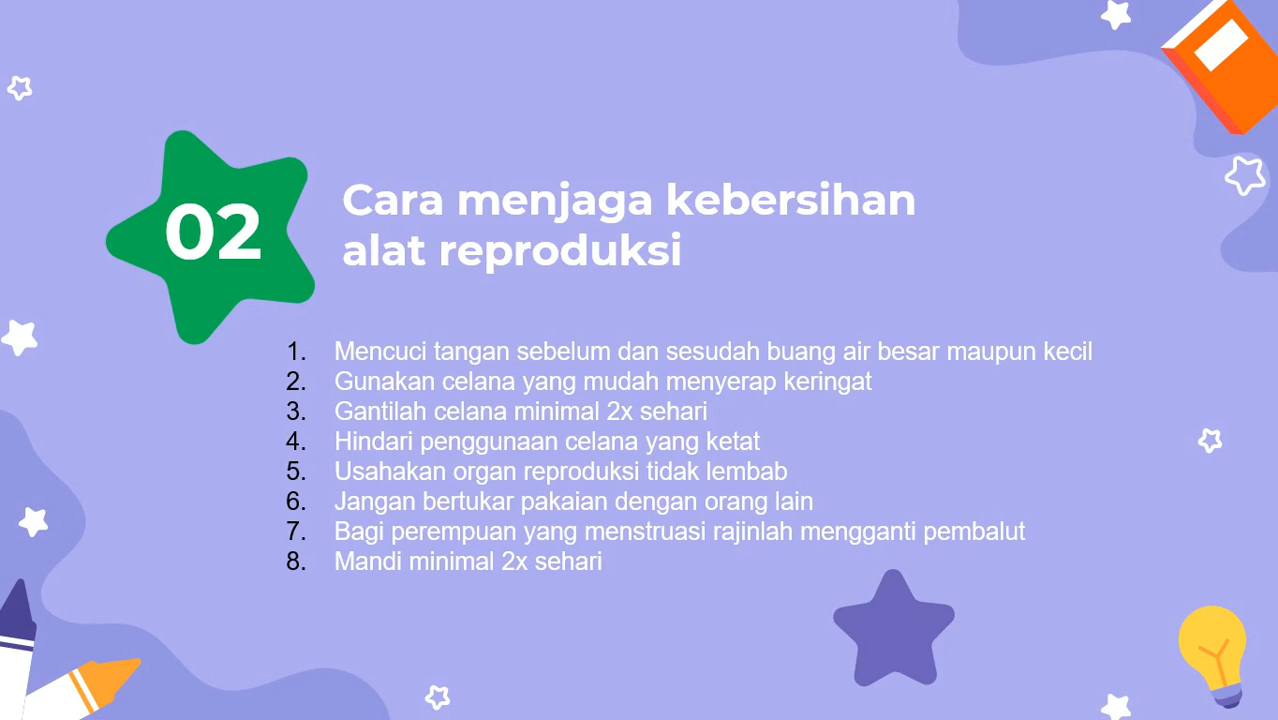 02
Cara menjaga kebersihan
alat reproduksi
1. Mencuci tangan sebelum dan sesudah buang air besar maupun kecil
2. Gunakan celana yang mudah menyerap keringat
3. Gantilah celana minimal 2x sehari
4. Hindari penggunaan celana yang ketat
5. Usahakan organ reproduksi tidak lembab
6. Jangan bertukar pakaian dengan orang lain
7. Bagi perempuan yang menstruasi rajinlah mengganti pembalut
8. Mandi minimal 2x sehari